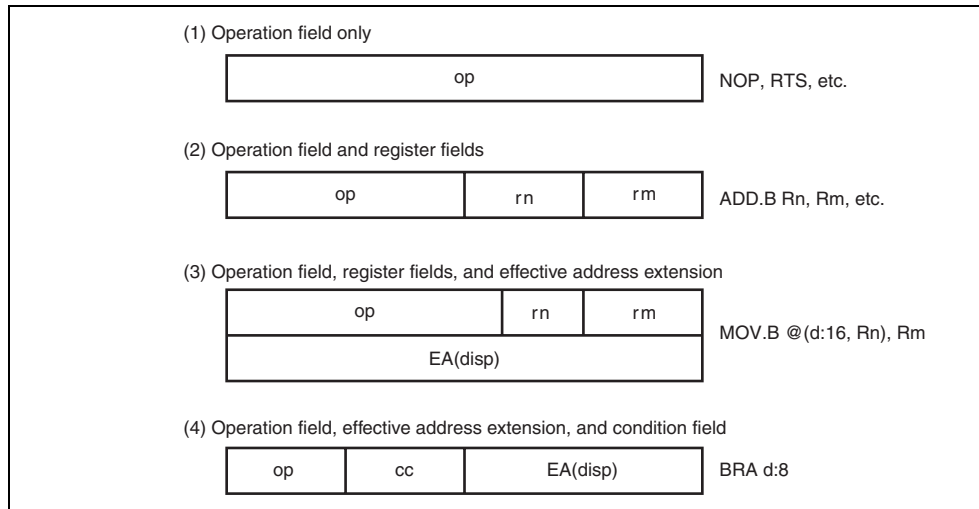 (1) Operation field only
op
NOP, RTS, etc.
(2) Operation field and register fields
op rn rm
ADD.B Rn, Rm, etc.
(3) Operation field, register fields, and effective address extension
op rn rm
EA(disp)
MOV.B @(d:16, Rn), Rm
(4) Operation field, effective address extension, and condition field
op cc EA(disp)
BRA d:8